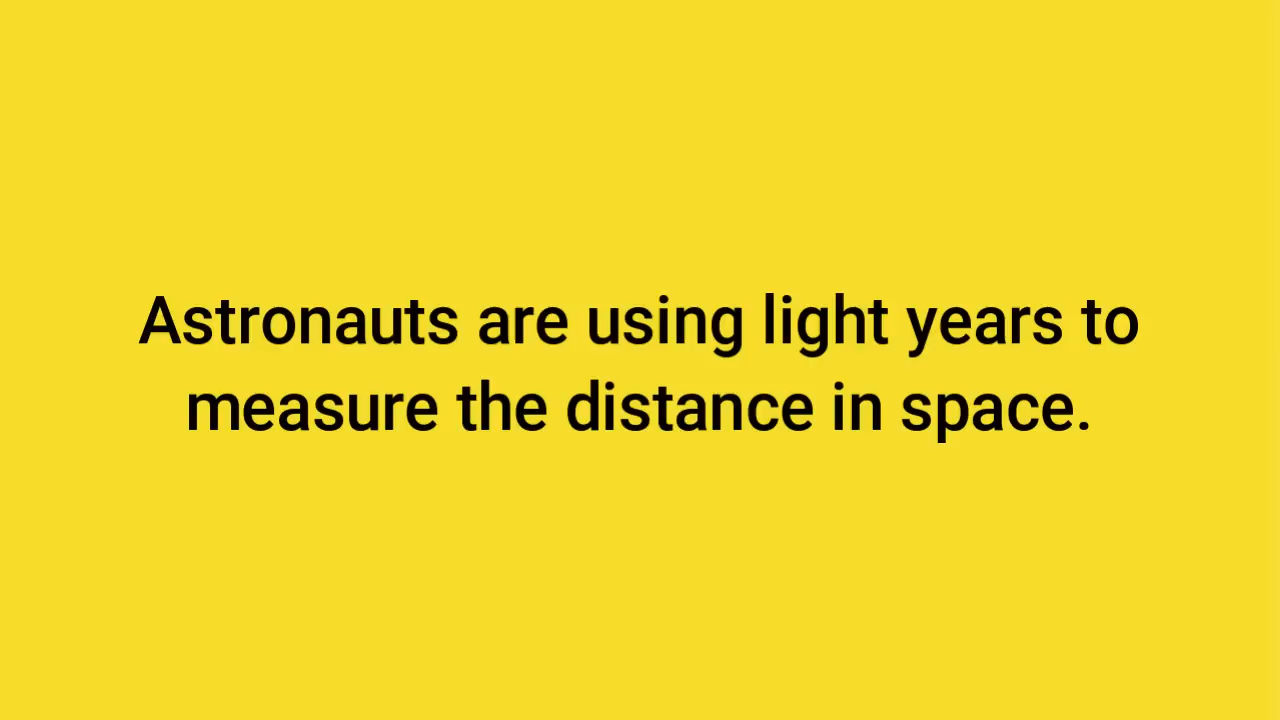 Astronauts are using light years to
measure the distance in space.